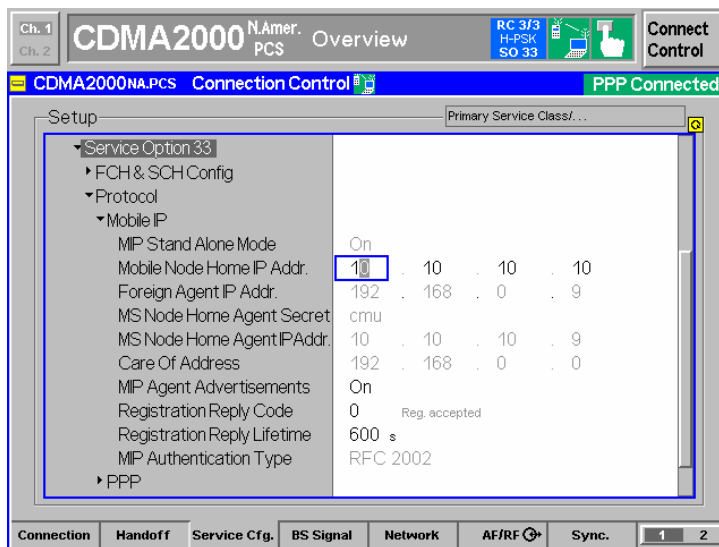 Ch. 1 Ch. 2 CDMA2000 N.Amer. PCS Overview RC 3/3 H-PSK SO 33 Connect Control
CDMA2000 NA.PCS Connection Control PPP Connected
Setup Primary Service Class/...
Service Option 33
FCH & SCH Config
Protocol
Mobile IP
MIP Stand Alone Mode On
Mobile Node Home IP Addr. 10 . 10 . 10 . 10
Foreign Agent IP Addr. 192 . 168 . 0 . 9
MS Node Home Agent Secret cmu
MS Node Home Agent IPAddr. 10 . 10 . 10 . 9
Care Of Address 192 . 168 . 0 . 0
MIP Agent Advertisements On
Registration Reply Code 0 Reg. accepted
Registration Reply Lifetime 600 s
MIP Authentication Type RFC 2002
PPP
Connection Handoff Service Cfg. BS Signal Network AF/RF Sync. 1 2